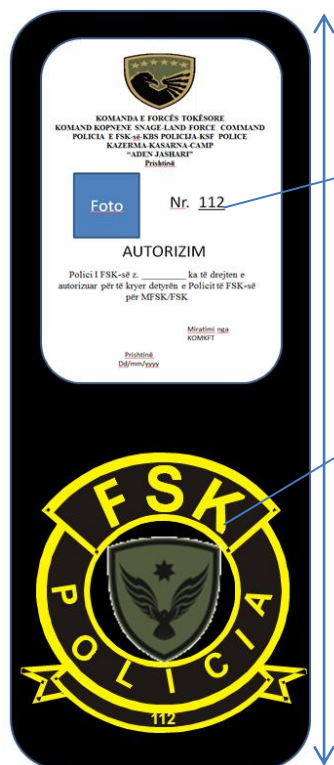 KOMANDA E FORCËS TOKËSORE
KOMAND KOPNENE SNAGE-LAND FORCE COMMAND
POLICIA E FSK-së-KBS POLICIJA-KSF POLICE
KAZERMA-KASARNA-CAMP
“ADEN JASHARI”
Prishtinë
Foto
Nr. 112
AUTORIZIM
Polici I FSK-së z. __________ ka të drejten e
autorizuar për të kryer detyrën e Policit të FSK-së
për MFSK/FSK
Miratimi nga
KOMKFT
Prishtinë
Dd/mm/yyyy
FSK
POLICIA
112